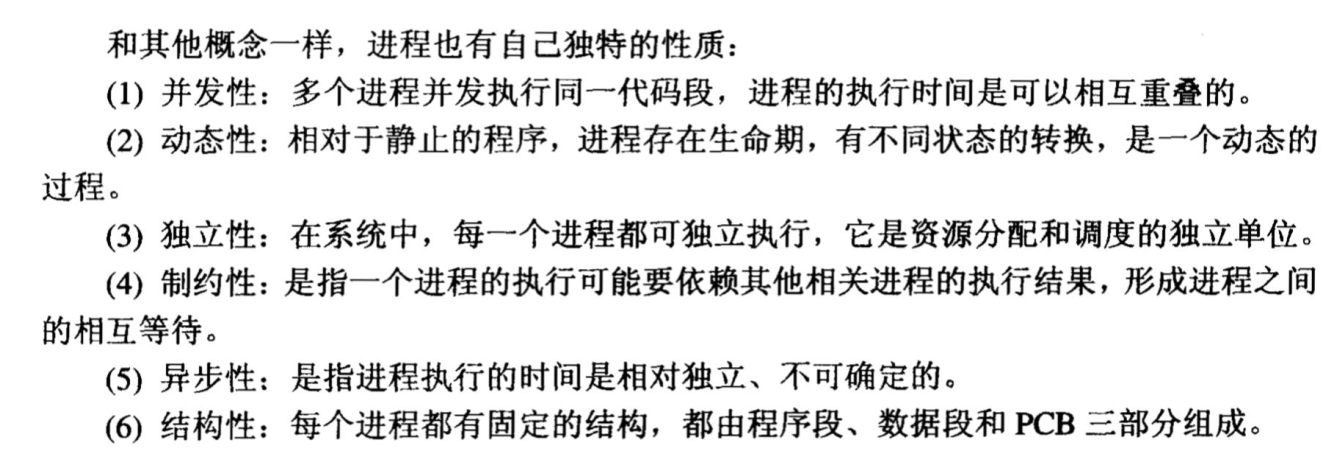 和其他概念一样，进程也有自己独特的性质：
(1) 并发性：多个进程并发执行同一代码段，进程的执行时间是可以相互重叠的。
(2) 动态性：相对于静止的程序，进程存在生命期，有不同状态的转换，是一个动态的
过程。
(3) 独立性：在系统中，每一个进程都可独立执行，它是资源分配和调度的独立单位。
(4) 制约性：是指一个进程的执行可能要依赖其他相关进程的执行结果，形成进程之间
的相互等待。
(5) 异步性：是指进程执行的时间是相对独立、不可确定的。
(6) 结构性：每个进程都有固定的结构，都由程序段、数据段和 PCB 三部分组成。